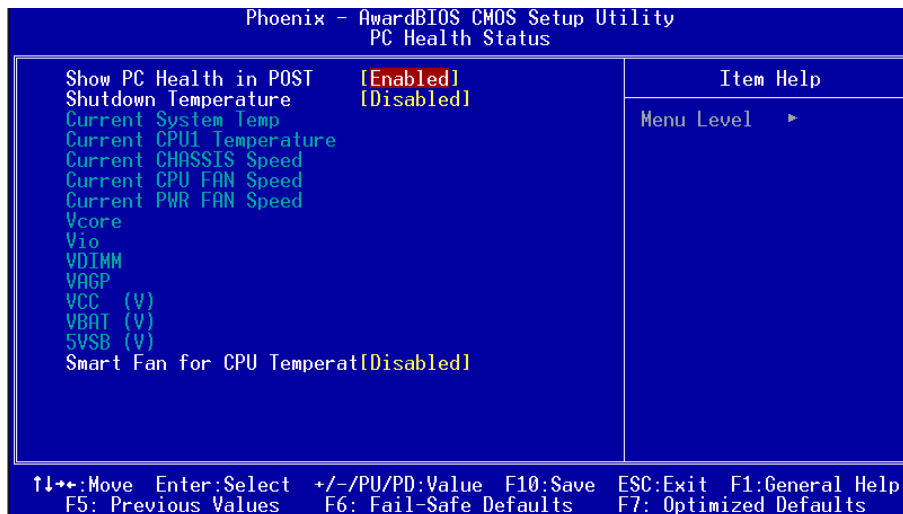 Phoenix - AwardBIOS CMOS Setup Utility
PC Health Status
Show PC Health in POST [Enabled]
Shutdown Temperature [Disabled]
Current System Temp
Current CPU1 Temperature
Current CHASSIS Speed
Current CPU FAN Speed
Current PWR FAN Speed
Vcore
Vio
VDIMM
VAGP
VCC (V)
VBAT (V)
5VSB (V)
Smart Fan for CPU Temperat[Disabled]
Item Help
Menu Level ►
↑↓→←:Move Enter:Select +/-/PU/PD:Value F10:Save ESC:Exit F1:General Help
F5: Previous Values F6: Fail-Safe Defaults F7: Optimized Defaults